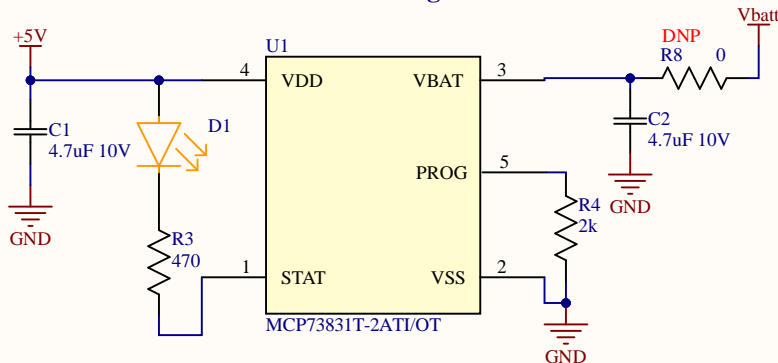 +5V
Vbatt
U1
DNP
R8 0
4 VDD
VBAT 3
C1
4.7uF 10V
D1
C2
4.7uF 10V
PROG 5
R4
2k
GND
GND
R3
470
1 STAT
VSS 2
MCP73831T-2ATI/OT
GND